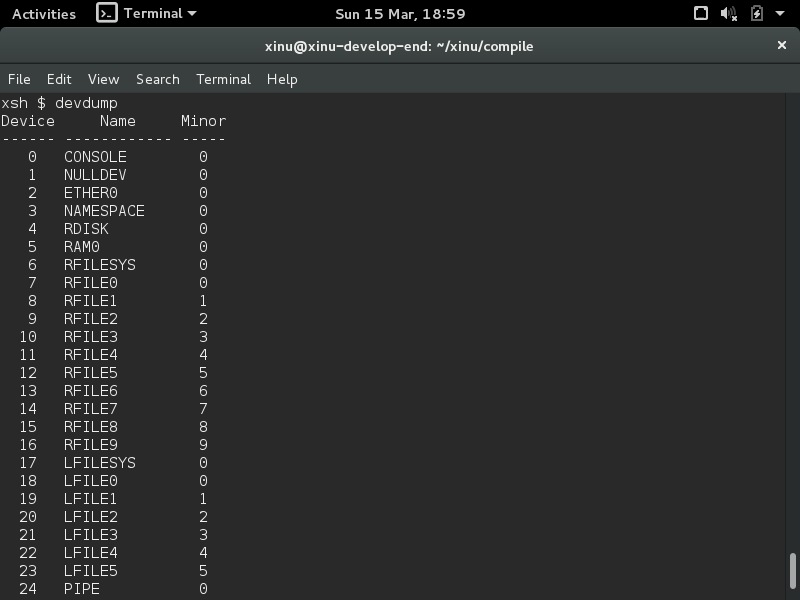 Activities Terminal Sun 15 Mar, 18:59
xinu@xinu-develop-end: ~/xinu/compile
File Edit View Search Terminal Help
xsh $ devdump
Device     Name     Minor
------ ------------ -----
   0   CONSOLE        0
   1   NULLDEV        0
   2   ETHER0         0
   3   NAMESPACE      0
   4   RDISK          0
   5   RAM0           0
   6   RFILESYS       0
   7   RFILE0         0
   8   RFILE1         1
   9   RFILE2         2
  10   RFILE3         3
  11   RFILE4         4
  12   RFILE5         5
  13   RFILE6         6
  14   RFILE7         7
  15   RFILE8         8
  16   RFILE9         9
  17   LFILESYS       0
  18   LFILE0         0
  19   LFILE1         1
  20   LFILE2         2
  21   LFILE3         3
  22   LFILE4         4
  23   LFILE5         5
  24   PIPE           0